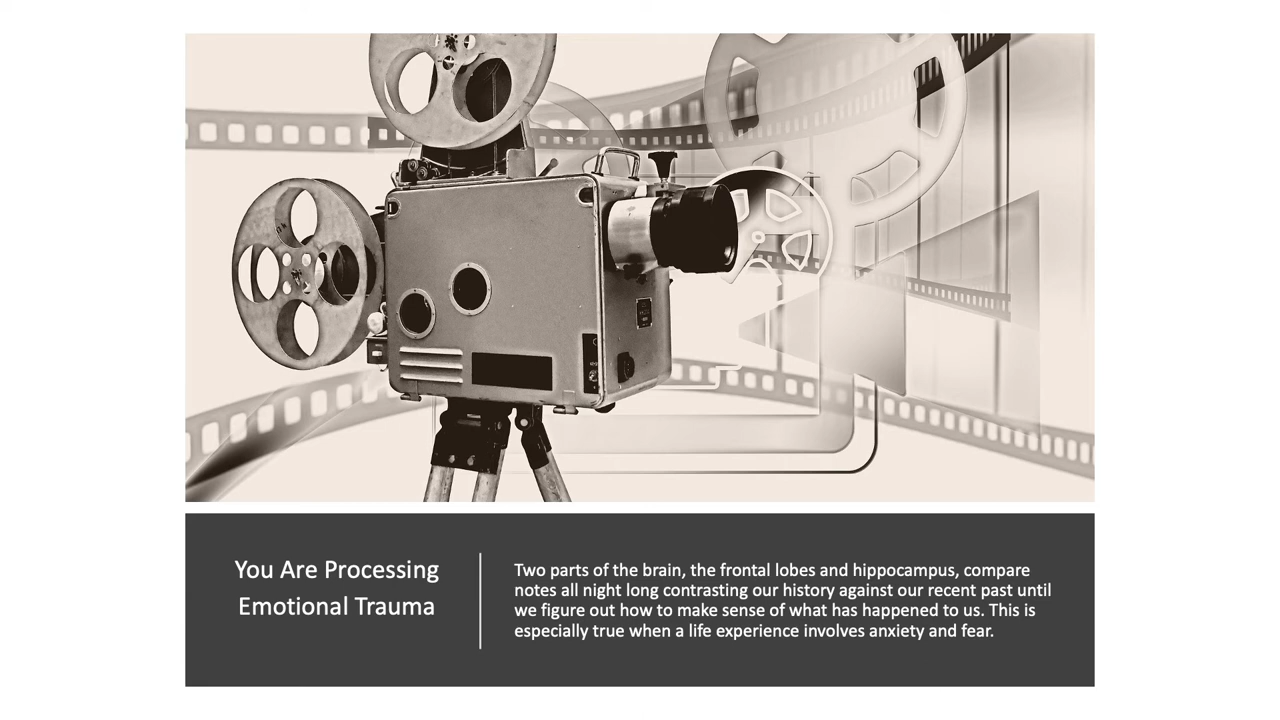 You Are Processing
Emotional Trauma
Two parts of the brain, the frontal lobes and hippocampus, compare
notes all night long contrasting our history against our recent past until
we figure out how to make sense of what has happened to us. This is
especially true when a life experience involves anxiety and fear.